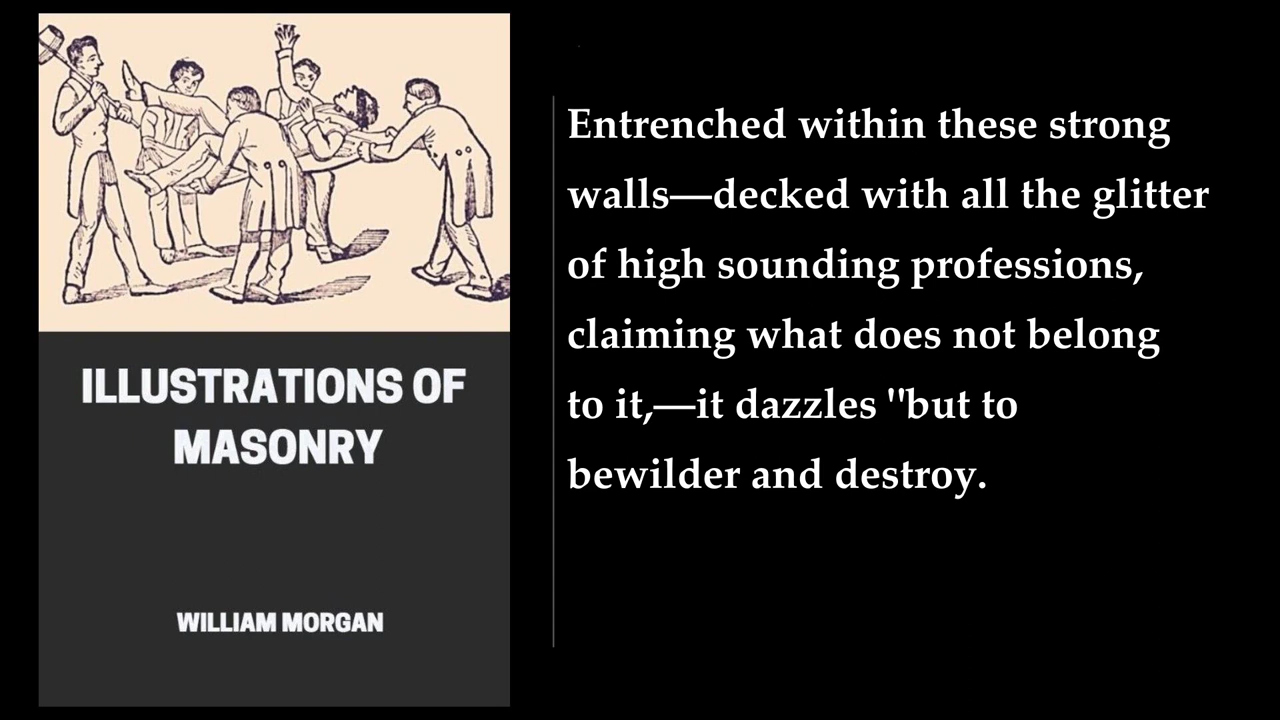 ILLUSTRATIONS OF
MASONRY
WILLIAM MORGAN
Entrenched within these strong
walls—decked with all the glitter
of high sounding professions,
claiming what does not belong
to it,—it dazzles "but to
bewilder and destroy.